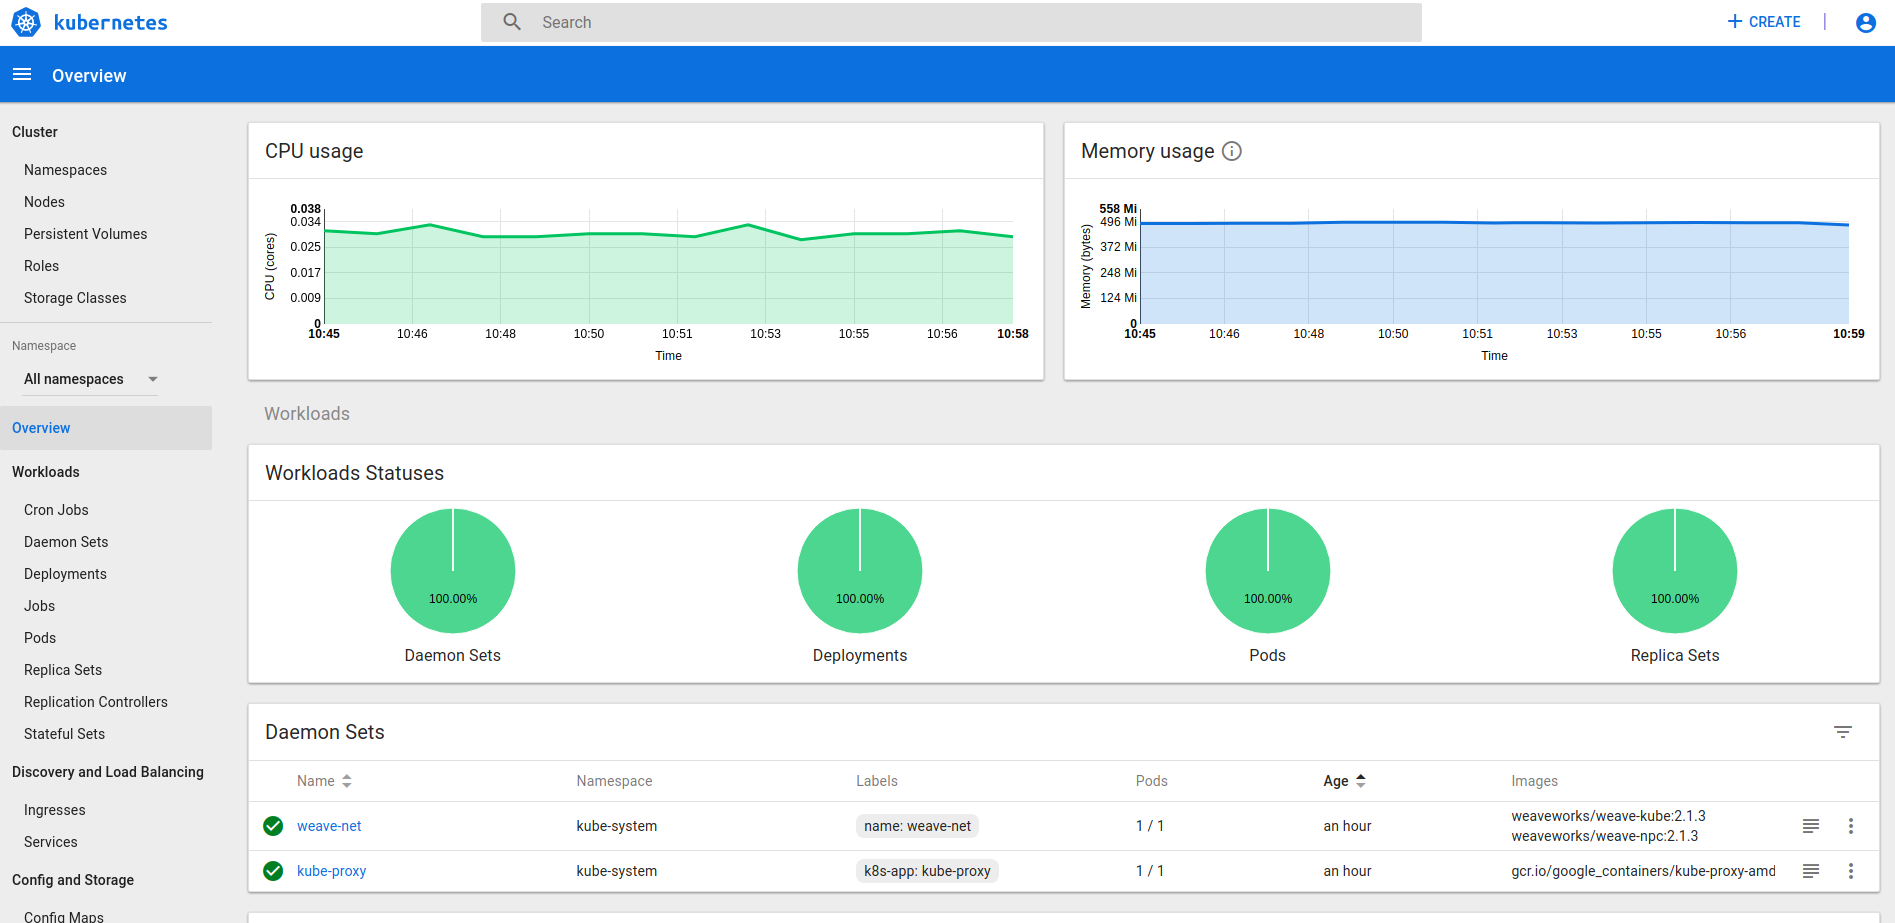 kubernetes
Search
CREATE
Overview
Cluster
Namespaces
Nodes
Persistent Volumes
Roles
Storage Classes
Namespace
All namespaces
Overview
Workloads
Cron Jobs
Daemon Sets
Deployments
Jobs
Pods
Replica Sets
Replication Controllers
Stateful Sets
Discovery and Load Balancing
Ingresses
Services
Config and Storage
Config Maps
CPU usage
CPU (cores)
0.038
0.034
0.025
0.017
0.009
0
10:45 10:46 10:48 10:50 10:51 10:53 10:55 10:56 10:58
Time
Memory usage
Memory (bytes)
558 Mi
496 Mi
372 Mi
248 Mi
124 Mi
0
10:45 10:46 10:48 10:50 10:51 10:53 10:55 10:56 10:59
Time
Workloads
Workloads Statuses
100.00% 100.00% 100.00% 100.00%
Daemon Sets Deployments Pods Replica Sets
Daemon Sets
Name Namespace Labels Pods Age Images
weave-net kube-system name: weave-net 1 / 1 an hour weaveworks/weave-kube:2.1.3
weaveworks/weave-npc:2.1.3
kube-proxy kube-system k8s-app: kube-proxy 1 / 1 an hour gcr.io/google_containers/kube-proxy-amd